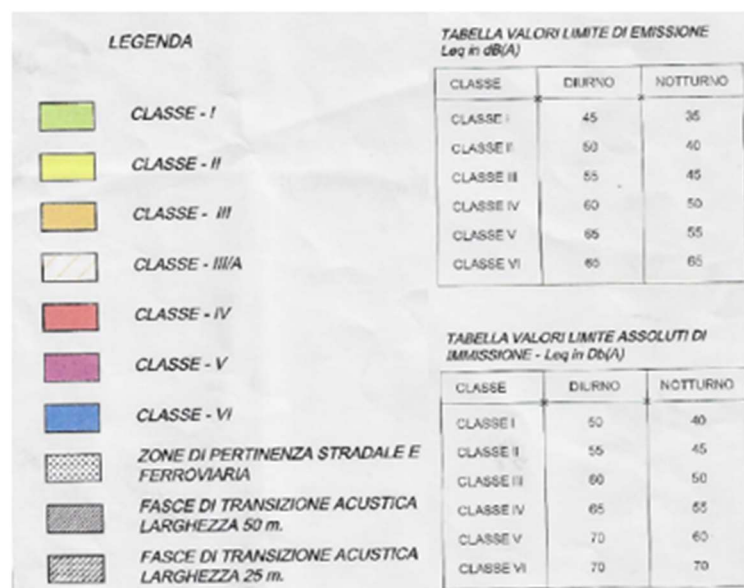 LEGENDA
CLASSE - I
CLASSE - II
CLASSE - III
CLASSE - III/A
CLASSE - IV
CLASSE - V
CLASSE - VI
ZONE DI PERTINENZA STRADALE E
FERROVIARIA
FASCE DI TRANSIZIONE ACUSTICA
LARGHEZZA 50 m.
FASCE DI TRANSIZIONE ACUSTICA
LARGHEZZA 25 m.
TABELLA VALORI LIMITE DI EMISSIONE
Leq in dB(A)
CLASSE DIURNO NOTTURNO
CLASSE I 45 35
CLASSE II 50 40
CLASSE III 55 45
CLASSE IV 60 50
CLASSE V 65 55
CLASSE VI 65 65
TABELLA VALORI LIMITE ASSOLUTI DI
IMMISSIONE - Leq in Db(A)
CLASSE DIURNO NOTTURNO
CLASSE I 50 40
CLASSE II 55 45
CLASSE III 60 50
CLASSE IV 65 55
CLASSE V 70 60
CLASSE VI 70 70